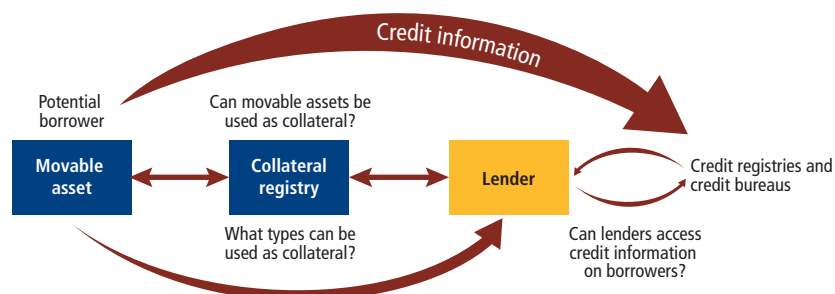 Credit information
Potential
borrower
Can movable assets be
used as collateral?
Movable
asset
Collateral
registry
Lender
Credit registries and
credit bureaus
What types can be
used as collateral?
Can lenders access
credit information
on borrowers?